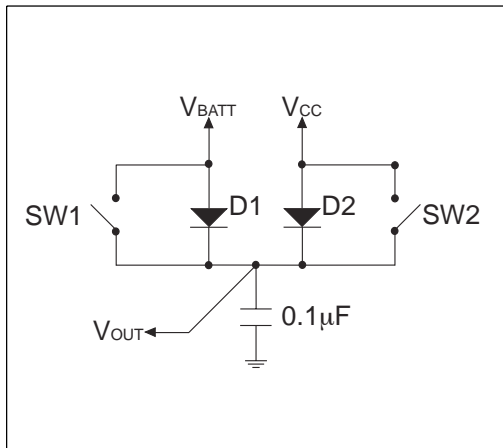 VBATT
VCC
SW1
D1
D2
SW2
0.1μF
VOUT